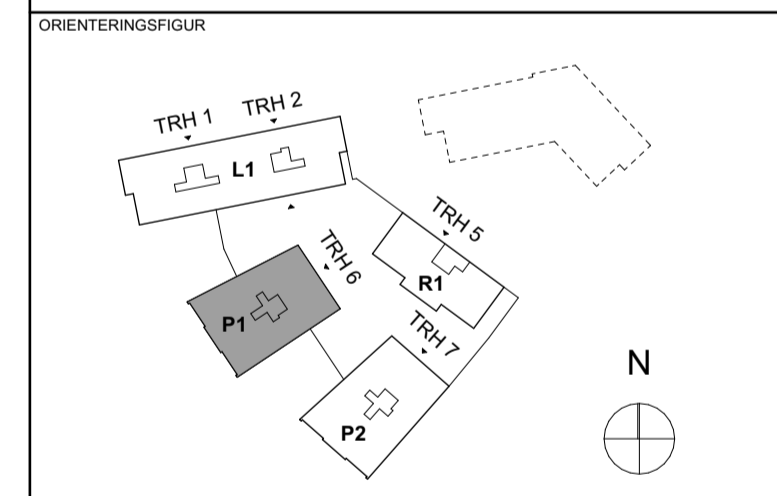 ORIENTERINGSFIGUR
TRH 1
TRH 2
L1
TRH 5
TRH 6
R1
P1
TRH 7
N
P2